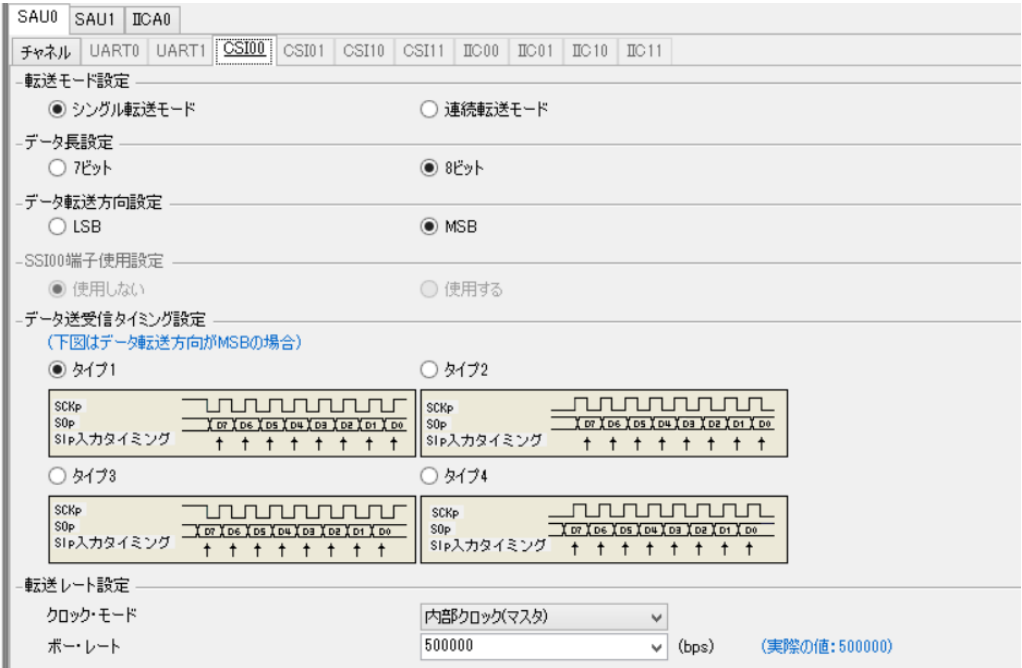 SAU0 SAU1 IICA0
チャネル UART0 UART1 CSI00 CSI01 CSI10 CSI11 IIC00 IIC01 IIC10 IIC11
転送モード設定
シングル転送モード 連続転送モード
データ長設定
7ビット 8ビット
データ転送方向設定
LSB MSB
SSI00端子使用設定
使用しない 使用する
データ送受信タイミング設定
(下図はデータ転送方向がMSBの場合)
タイプ1 タイプ2
SCKp SCKp
SOp D7 D6 D5 D4 D3 D2 D1 D0 SOp D7 D6 D5 D4 D3 D2 D1 D0
SIp入力タイミング SIp入力タイミング
タイプ3 タイプ4
SCKp SCKp
SOp D7 D6 D5 D4 D3 D2 D1 D0 SOp D7 D6 D5 D4 D3 D2 D1 D0
SIp入力タイミング SIp入力タイミング
転送レート設定
クロック・モード 内部クロック(マスタ)
ボー・レート 500000 (bps) (実際の値:500000)